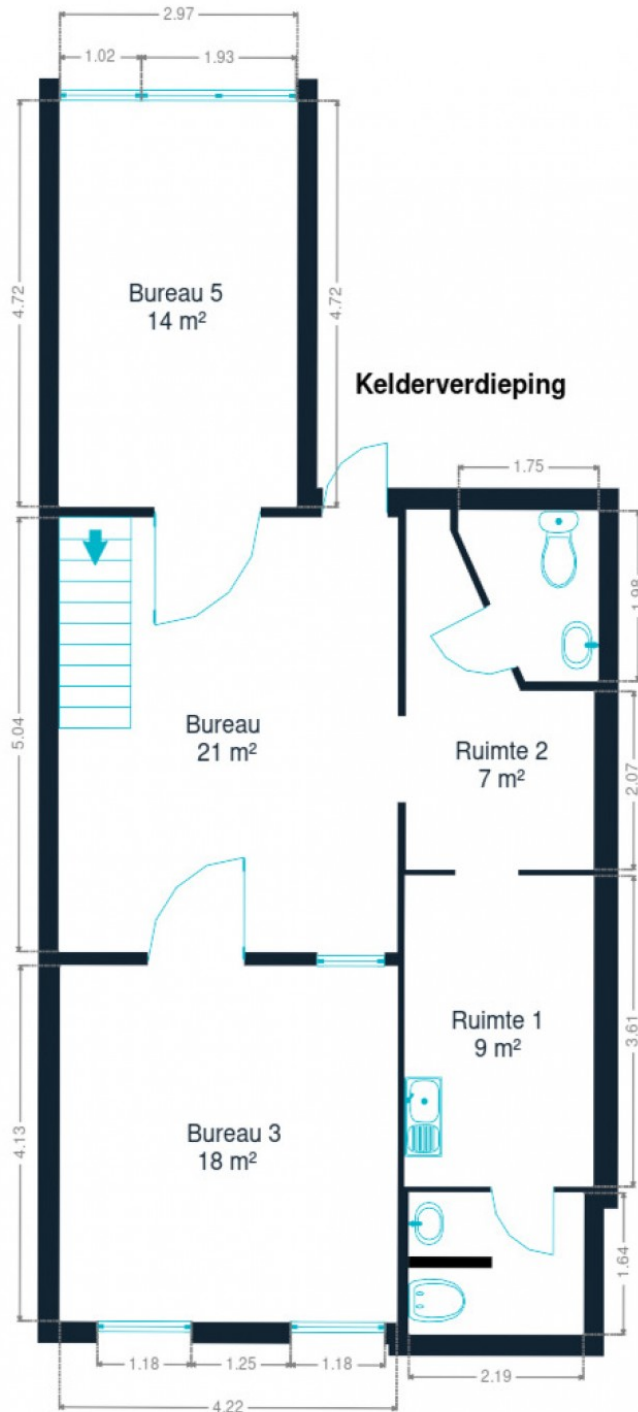 2.97
1.02
1.93
4.72
4.72
Bureau 5
14 m²
Kelderverdieping
1.75
1.98
5.04
Bureau
21 m²
Ruimte 2
7 m²
2.07
Ruimte 1
9 m²
3.61
4.13
Bureau 3
18 m²
1.64
1.18
1.25
1.18
2.19
4.22